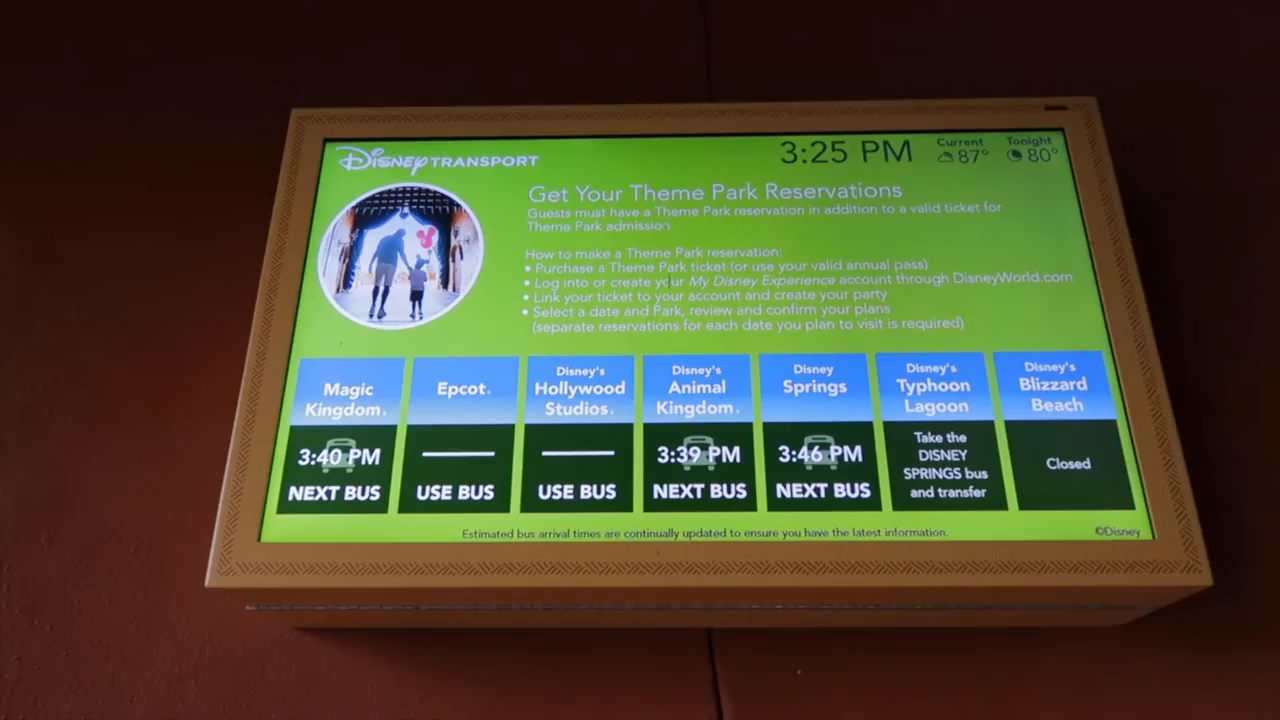 Disney TRANSPORT
3:25 PM
Current
87°
Tonight
80°
Get Your Theme Park Reservations
Guests must have a Theme Park reservation in addition to a valid ticket for
Theme Park admission
How to make a Theme Park reservation:
• Purchase a Theme Park ticket (or use your valid annual pass)
• Log into or create your My Disney Experience account through DisneyWorld.com
• Link your ticket to your account and create your party
• Select a date and Park, review and confirm your plans
(separate reservations for each date you plan to visit is required)
Magic
Kingdom®
3:40 PM
NEXT BUS
Epcot®
USE BUS
Disney's
Hollywood
Studios®
USE BUS
Disney's
Animal
Kingdom®
3:39 PM
NEXT BUS
Disney
Springs
3:46 PM
NEXT BUS
Disney's
Typhoon
Lagoon
Take the
DISNEY
SPRINGS bus
and transfer
Disney's
Blizzard
Beach
Closed
Estimated bus arrival times are continually updated to ensure you have the latest information.
©Disney